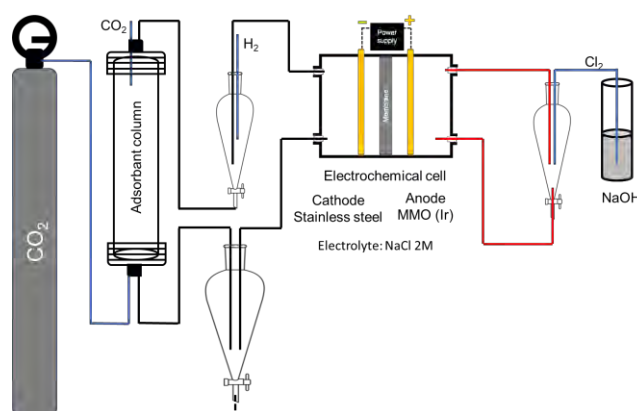 CO₂
H₂
-
+
Power
supply
Membrane
Cl₂
Adsorbant column
CO₂
Electrochemical cell
Cathode
Stainless steel
Anode
MMO (Ir)
Electrolyte: NaCl 2M
NaOH